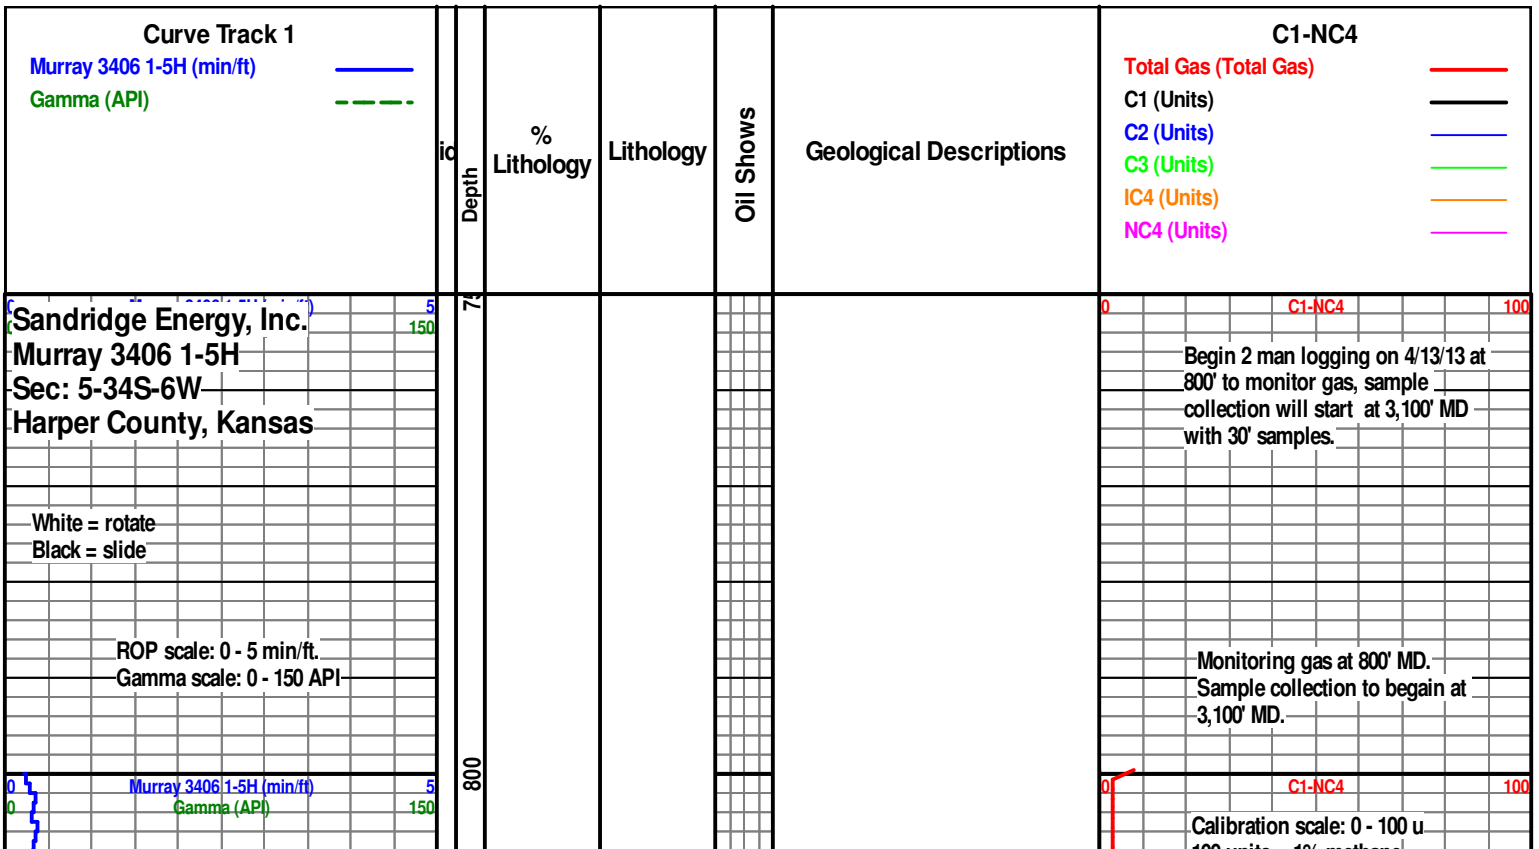 Curve Track 1
Murray 3406 1-5H (min/ft)
Gamma (API)
Depth
%
Lithology
Lithology
Oil Shows
Geological Descriptions
C1-NC4
Total Gas (Total Gas)
C1 (Units)
C2 (Units)
C3 (Units)
IC4 (Units)
NC4 (Units)
5
150
Sandridge Energy, Inc.
Murray 3406 1-5H
Sec: 5-34S-6W
Harper County, Kansas
White = rotate
Black = slide
ROP scale: 0 - 5 min/ft.
Gamma scale: 0 - 150 API
0 C1-NC4 100
Begin 2 man logging on 4/13/13 at
800' to monitor gas, sample
collection will start at 3,100' MD
with 30' samples.
Monitoring gas at 800' MD.
Sample collection to begain at
3,100' MD.
0 Murray 3406 1-5H (min/ft) 5
0 Gamma (API) 150
800
0 C1-NC4 100
Calibration scale: 0 - 100 u
100 units = 1% methane